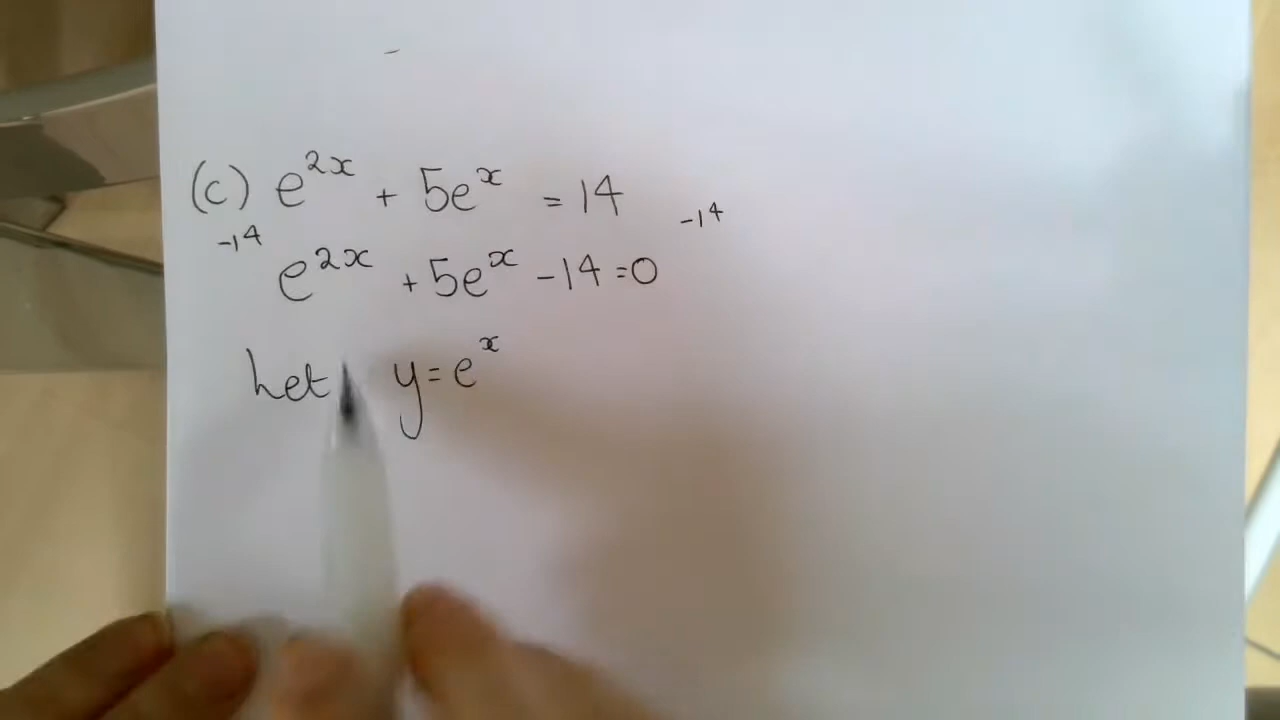 (c) e^{2x} + 5e^x = 14
-14 -14
e^{2x} + 5e^x - 14 = 0
Let y = e^x